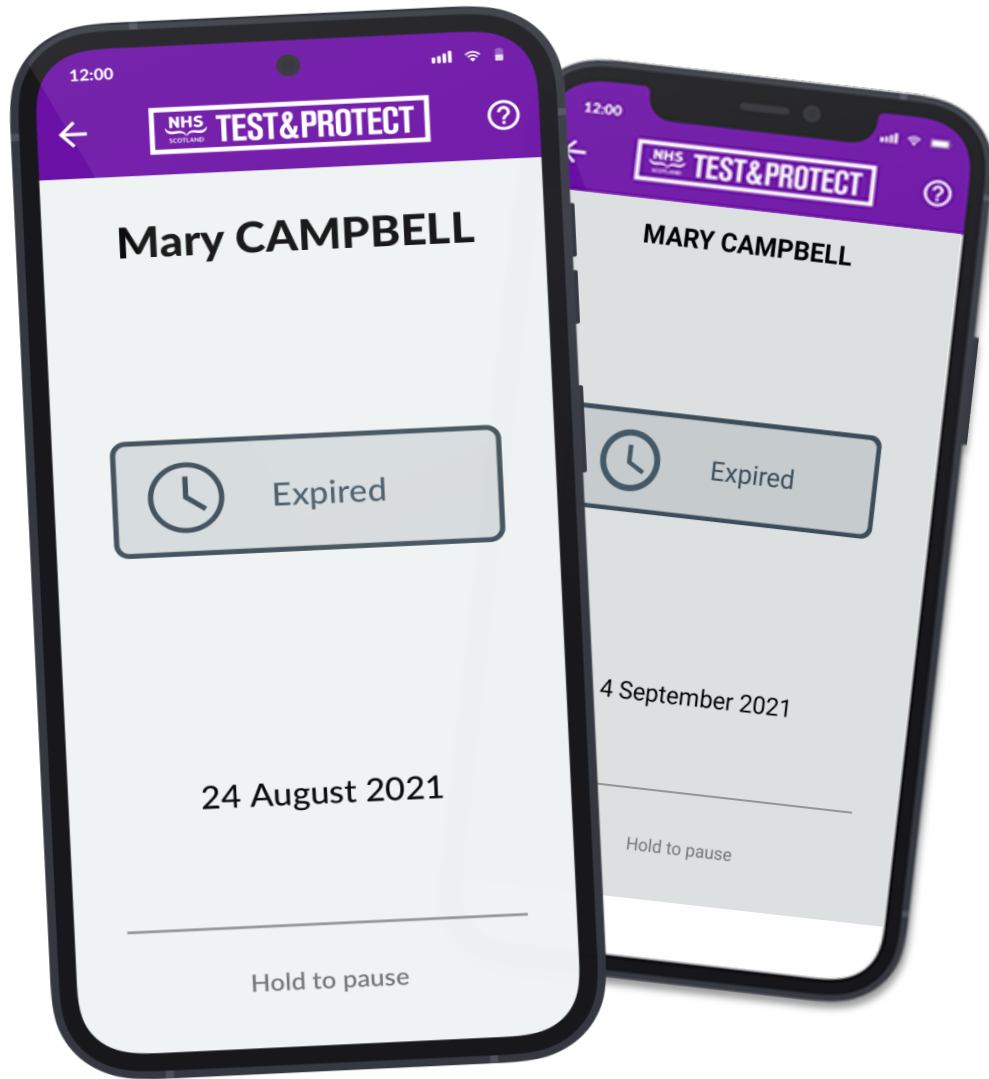 12:00
NHS
SCOTLAND
TEST&PROTECT
Mary CAMPBELL
Expired
24 August 2021
Hold to pause
12:00
NHS
SCOTLAND
TEST&PROTECT
MARY CAMPBELL
Expired
4 September 2021
Hold to pause